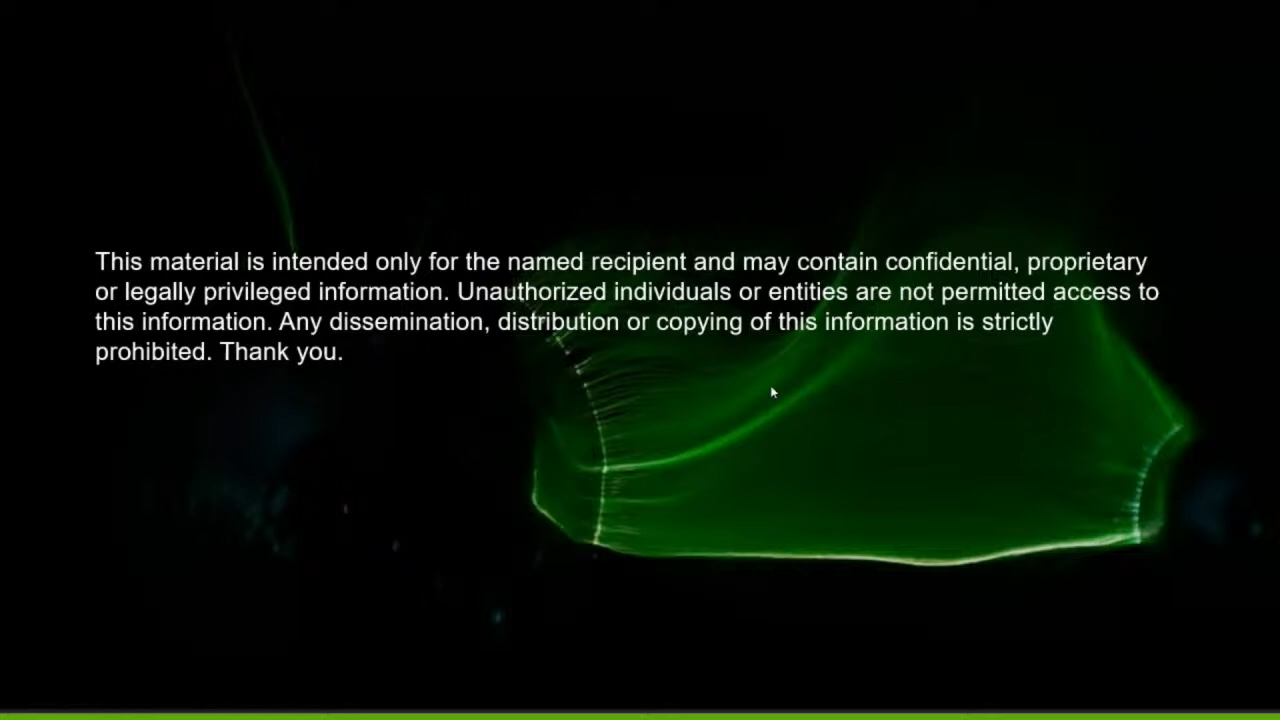 This material is intended only for the named recipient and may contain confidential, proprietary
or legally privileged information. Unauthorized individuals or entities are not permitted access to
this information. Any dissemination, distribution or copying of this information is strictly
prohibited. Thank you.